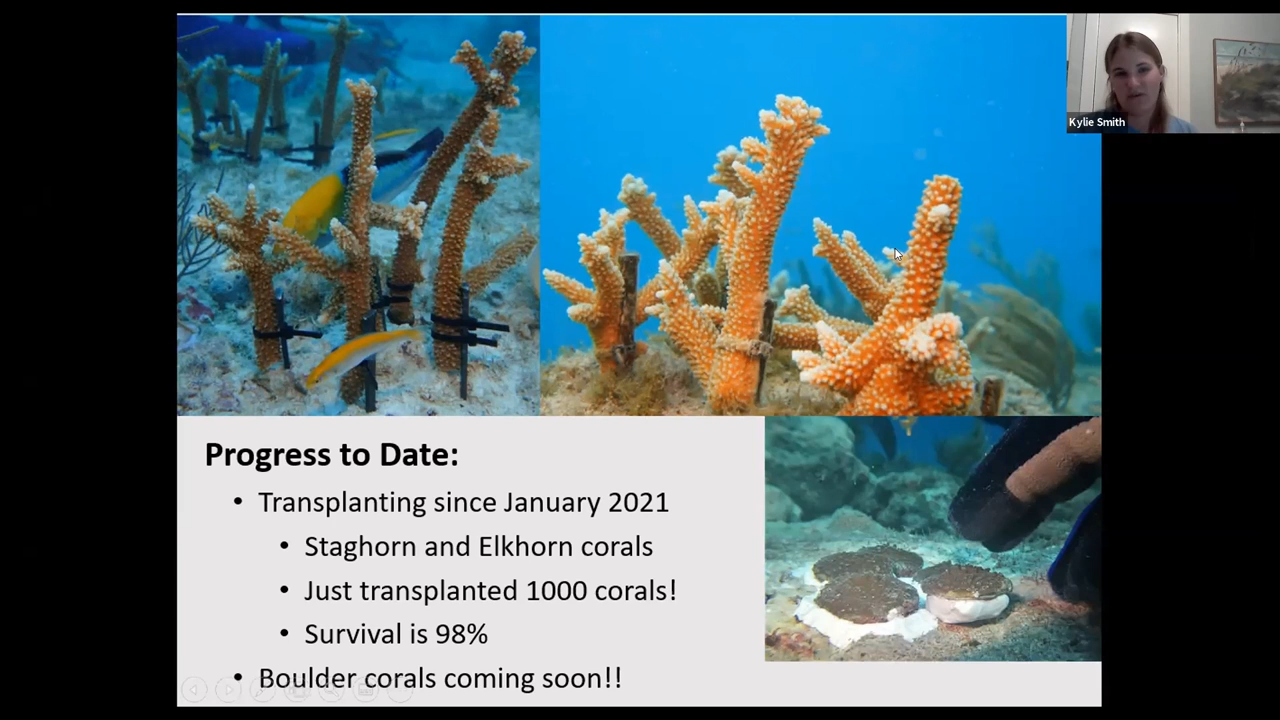 Kylie Smith
Progress to Date:
• Transplanting since January 2021
• Staghorn and Elkhorn corals
• Just transplanted 1000 corals!
• Survival is 98%
• Boulder corals coming soon!!